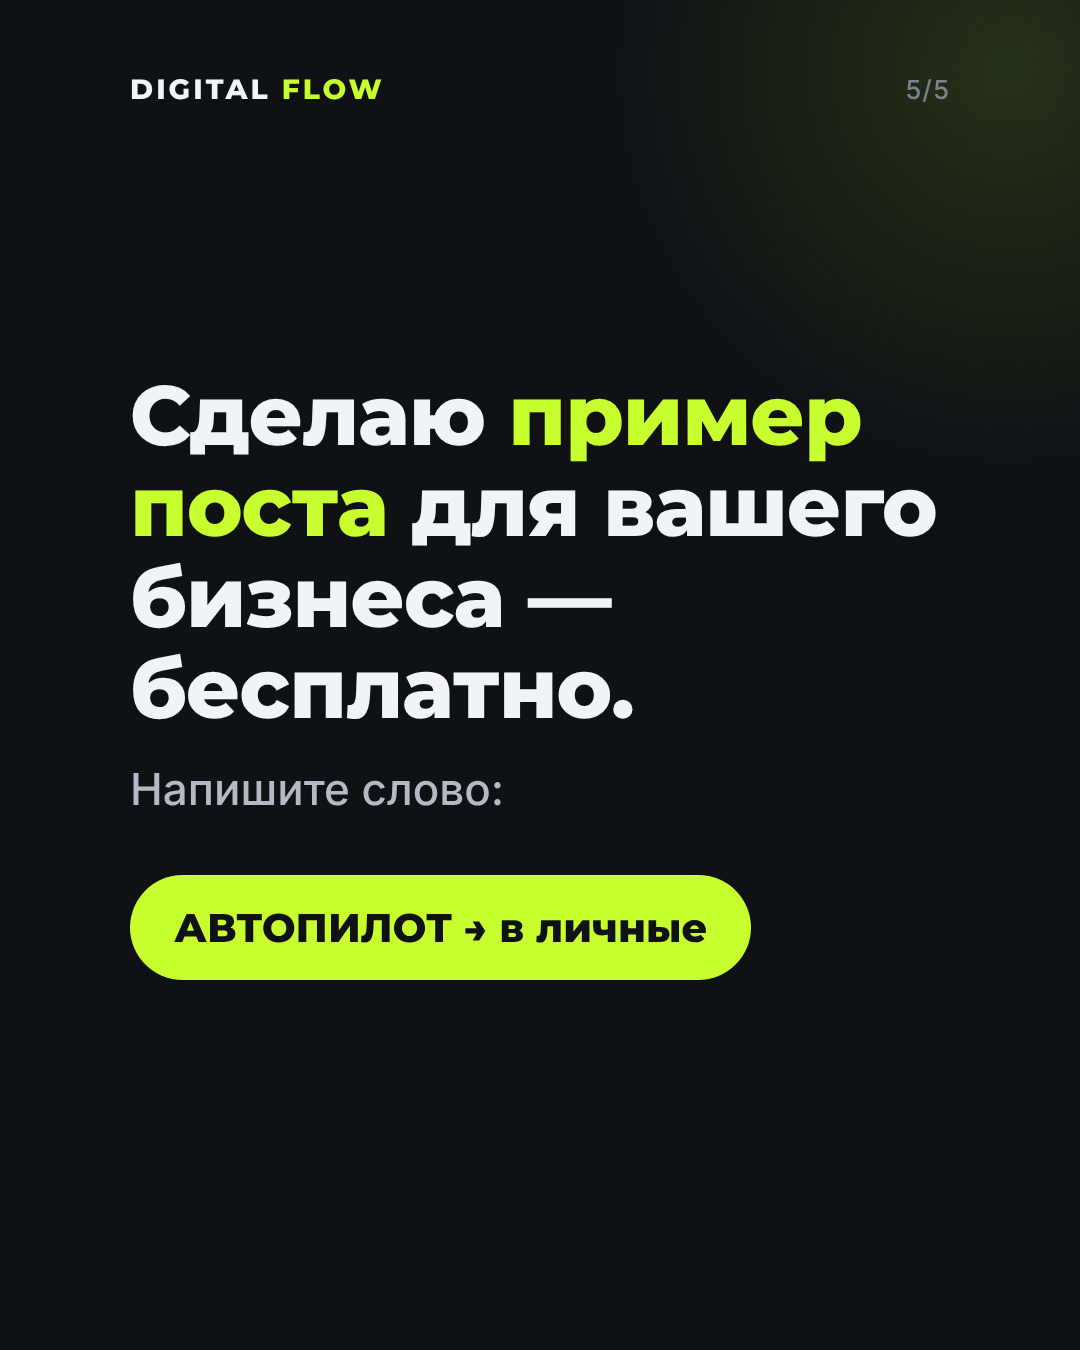 DIGITAL FLOW
5/5
Сделаю пример
поста для вашего
бизнеса —
бесплатно.
Напишите слово:
АВТОПИЛОТ → в личные